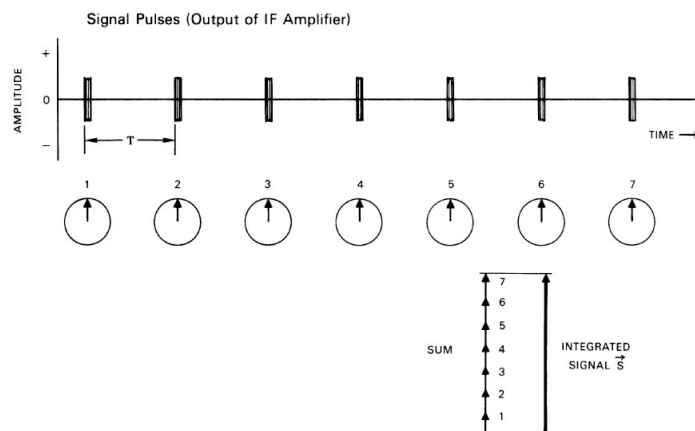 Signal Pulses (Output of IF Amplifier)
+
AMPLITUDE
0
−
T
TIME
1 2 3 4 5 6 7
7
6
5
SUM 4 INTEGRATED
3 SIGNAL S
2
1